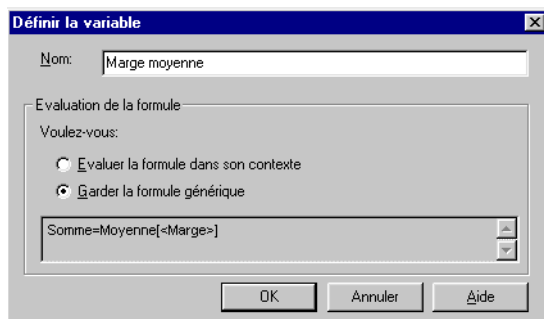 Définir la variable
Nom: Marge moyenne
Evaluation de la formule
Voulez-vous:
Evaluer la formule dans son contexte
Garder la formule générique
Somme=Moyenne[<Marge>]
OK Annuler Aide